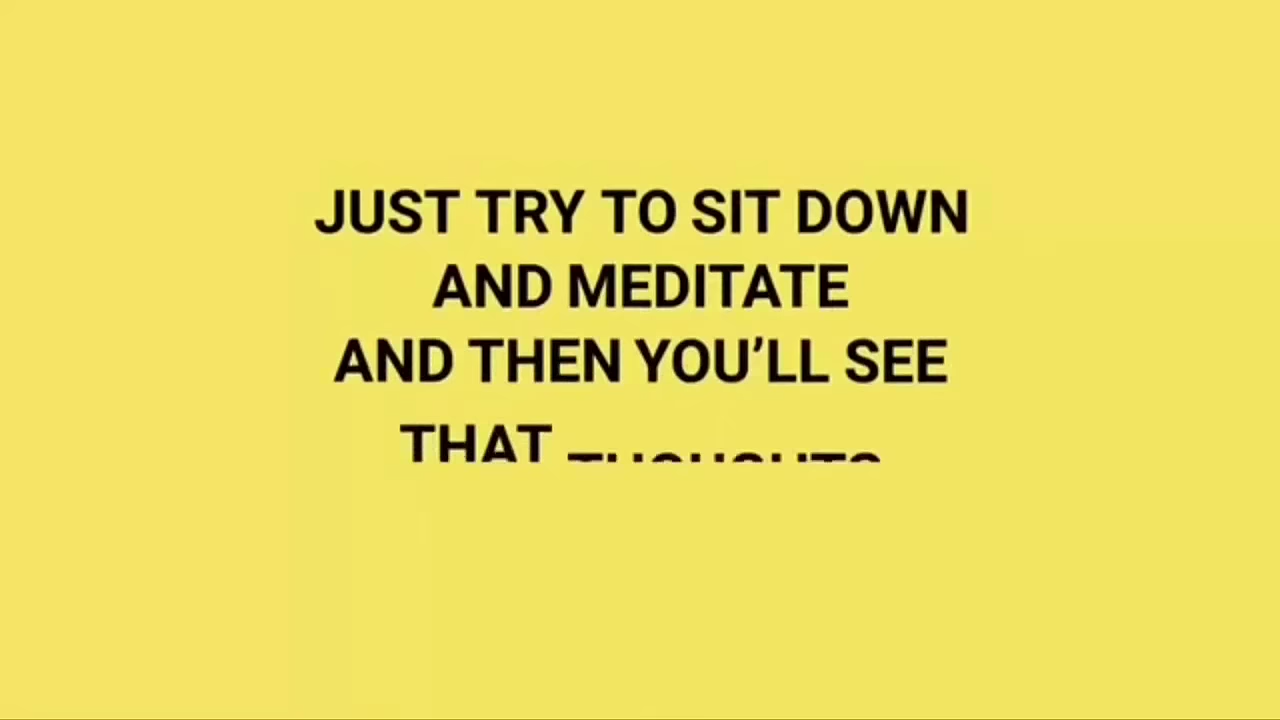 JUST TRY TO SIT DOWN
AND MEDITATE
AND THEN YOU’LL SEE
THAT THOUGHTS